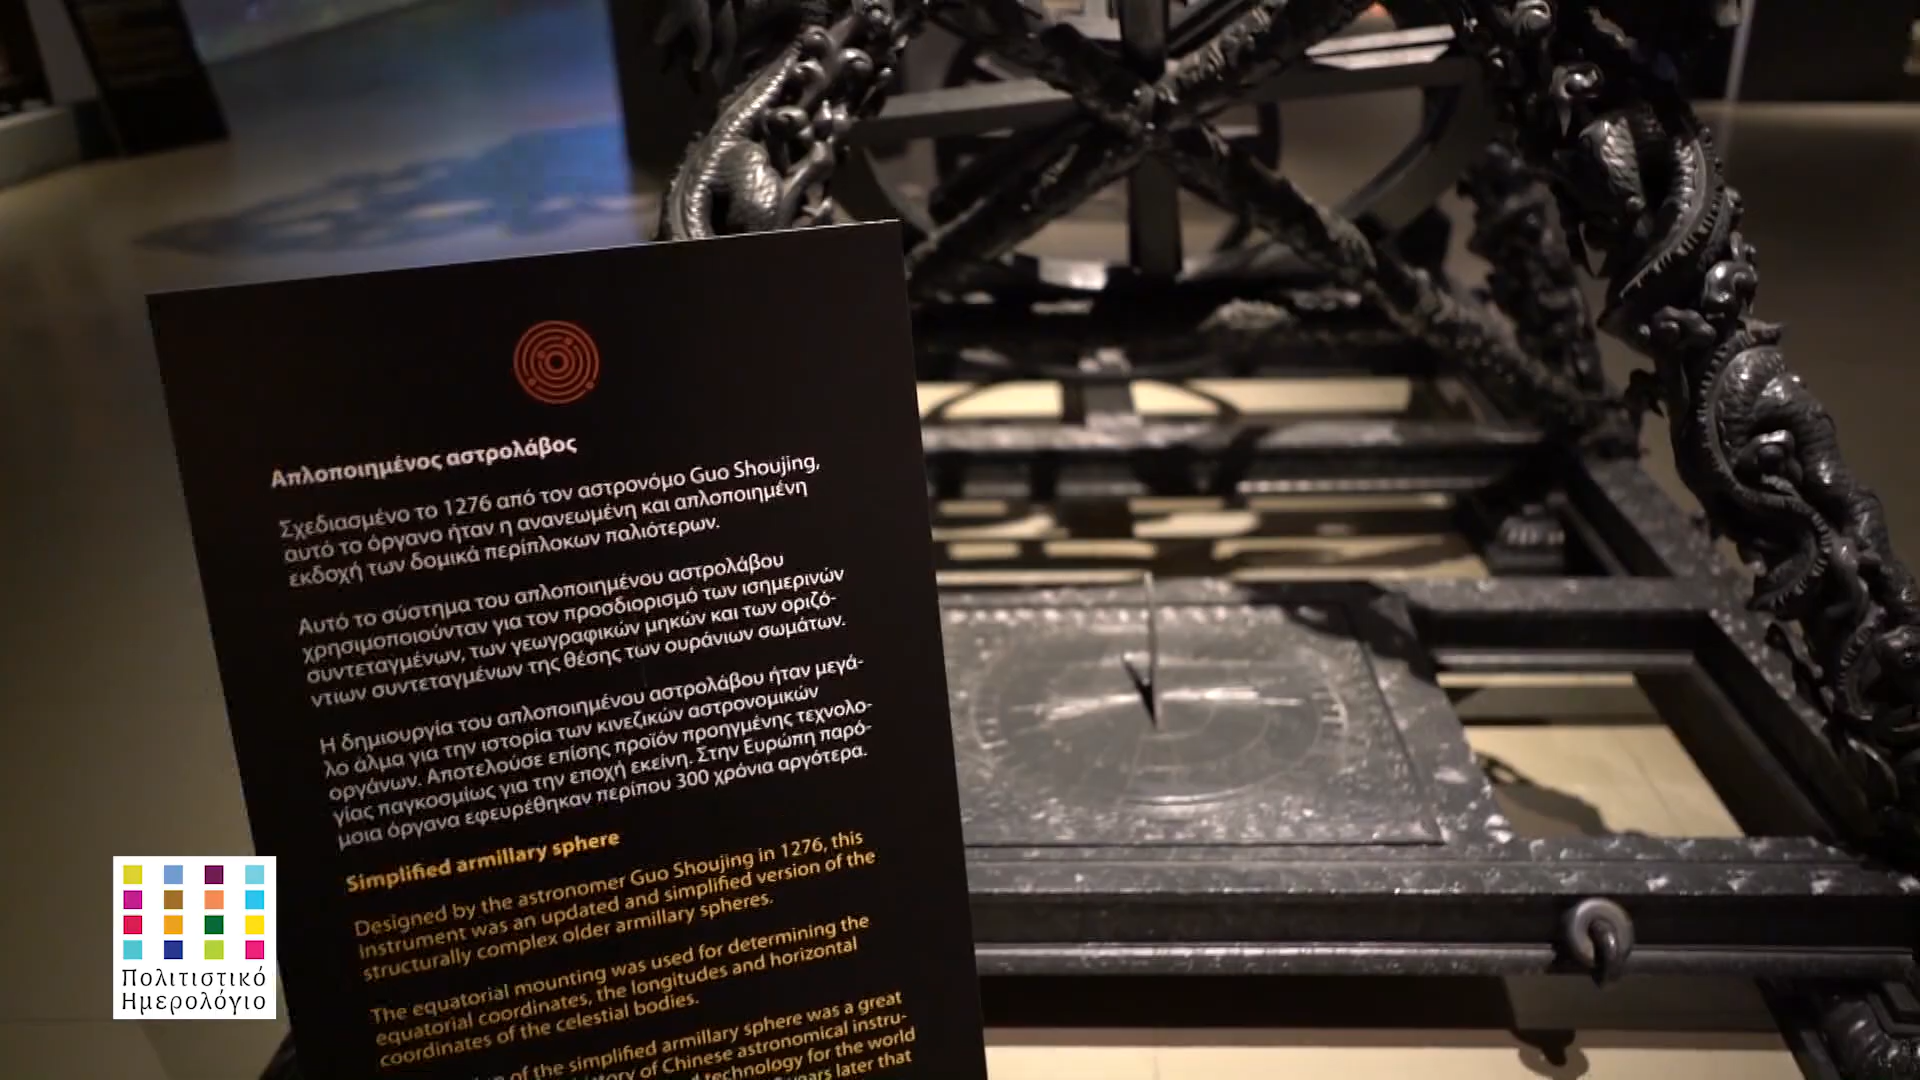 Απλοποιημένος αστρολάβος
Σχεδιασμένο το 1276 από τον αστρονόμο Guo Shoujing,
αυτό το όργανο ήταν η ανανεωμένη και απλοποιημένη
εκδοχή των δομικά περίπλοκων παλιότερων.
Αυτό το σύστημα του απλοποιημένου αστρολάβου
χρησιμοποιούνταν για τον προσδιορισμό των ισημερινών
συντεταγμένων, των γεωγραφικών μηκών και των οριζό-
ντιων συντεταγμένων της θέσης των ουράνιων σωμάτων.
Η δημιουργία του απλοποιημένου αστρολάβου ήταν μεγά-
λο άλμα για την ιστορία των κινεζικών αστρονομικών
οργάνων. Αποτελούσε επίσης προϊόν προηγμένης τεχνολο-
γίας παγκοσμίως για την εποχή εκείνη. Στην Ευρώπη παρό-
μοια όργανα εφευρέθηκαν περίπου 300 χρόνια αργότερα.
Simplified armillary sphere
Designed by the astronomer Guo Shoujing in 1276, this
instrument was an updated and simplified version of the
structurally complex older armillary spheres.
The equatorial mounting was used for determining the
equatorial coordinates, the longitudes and horizontal
coordinates of the celestial bodies.
of the simplified armillary sphere was a great
of Chinese astronomical instru-
technology for the world
later that
Πολιτιστικό
Ημερολόγιο